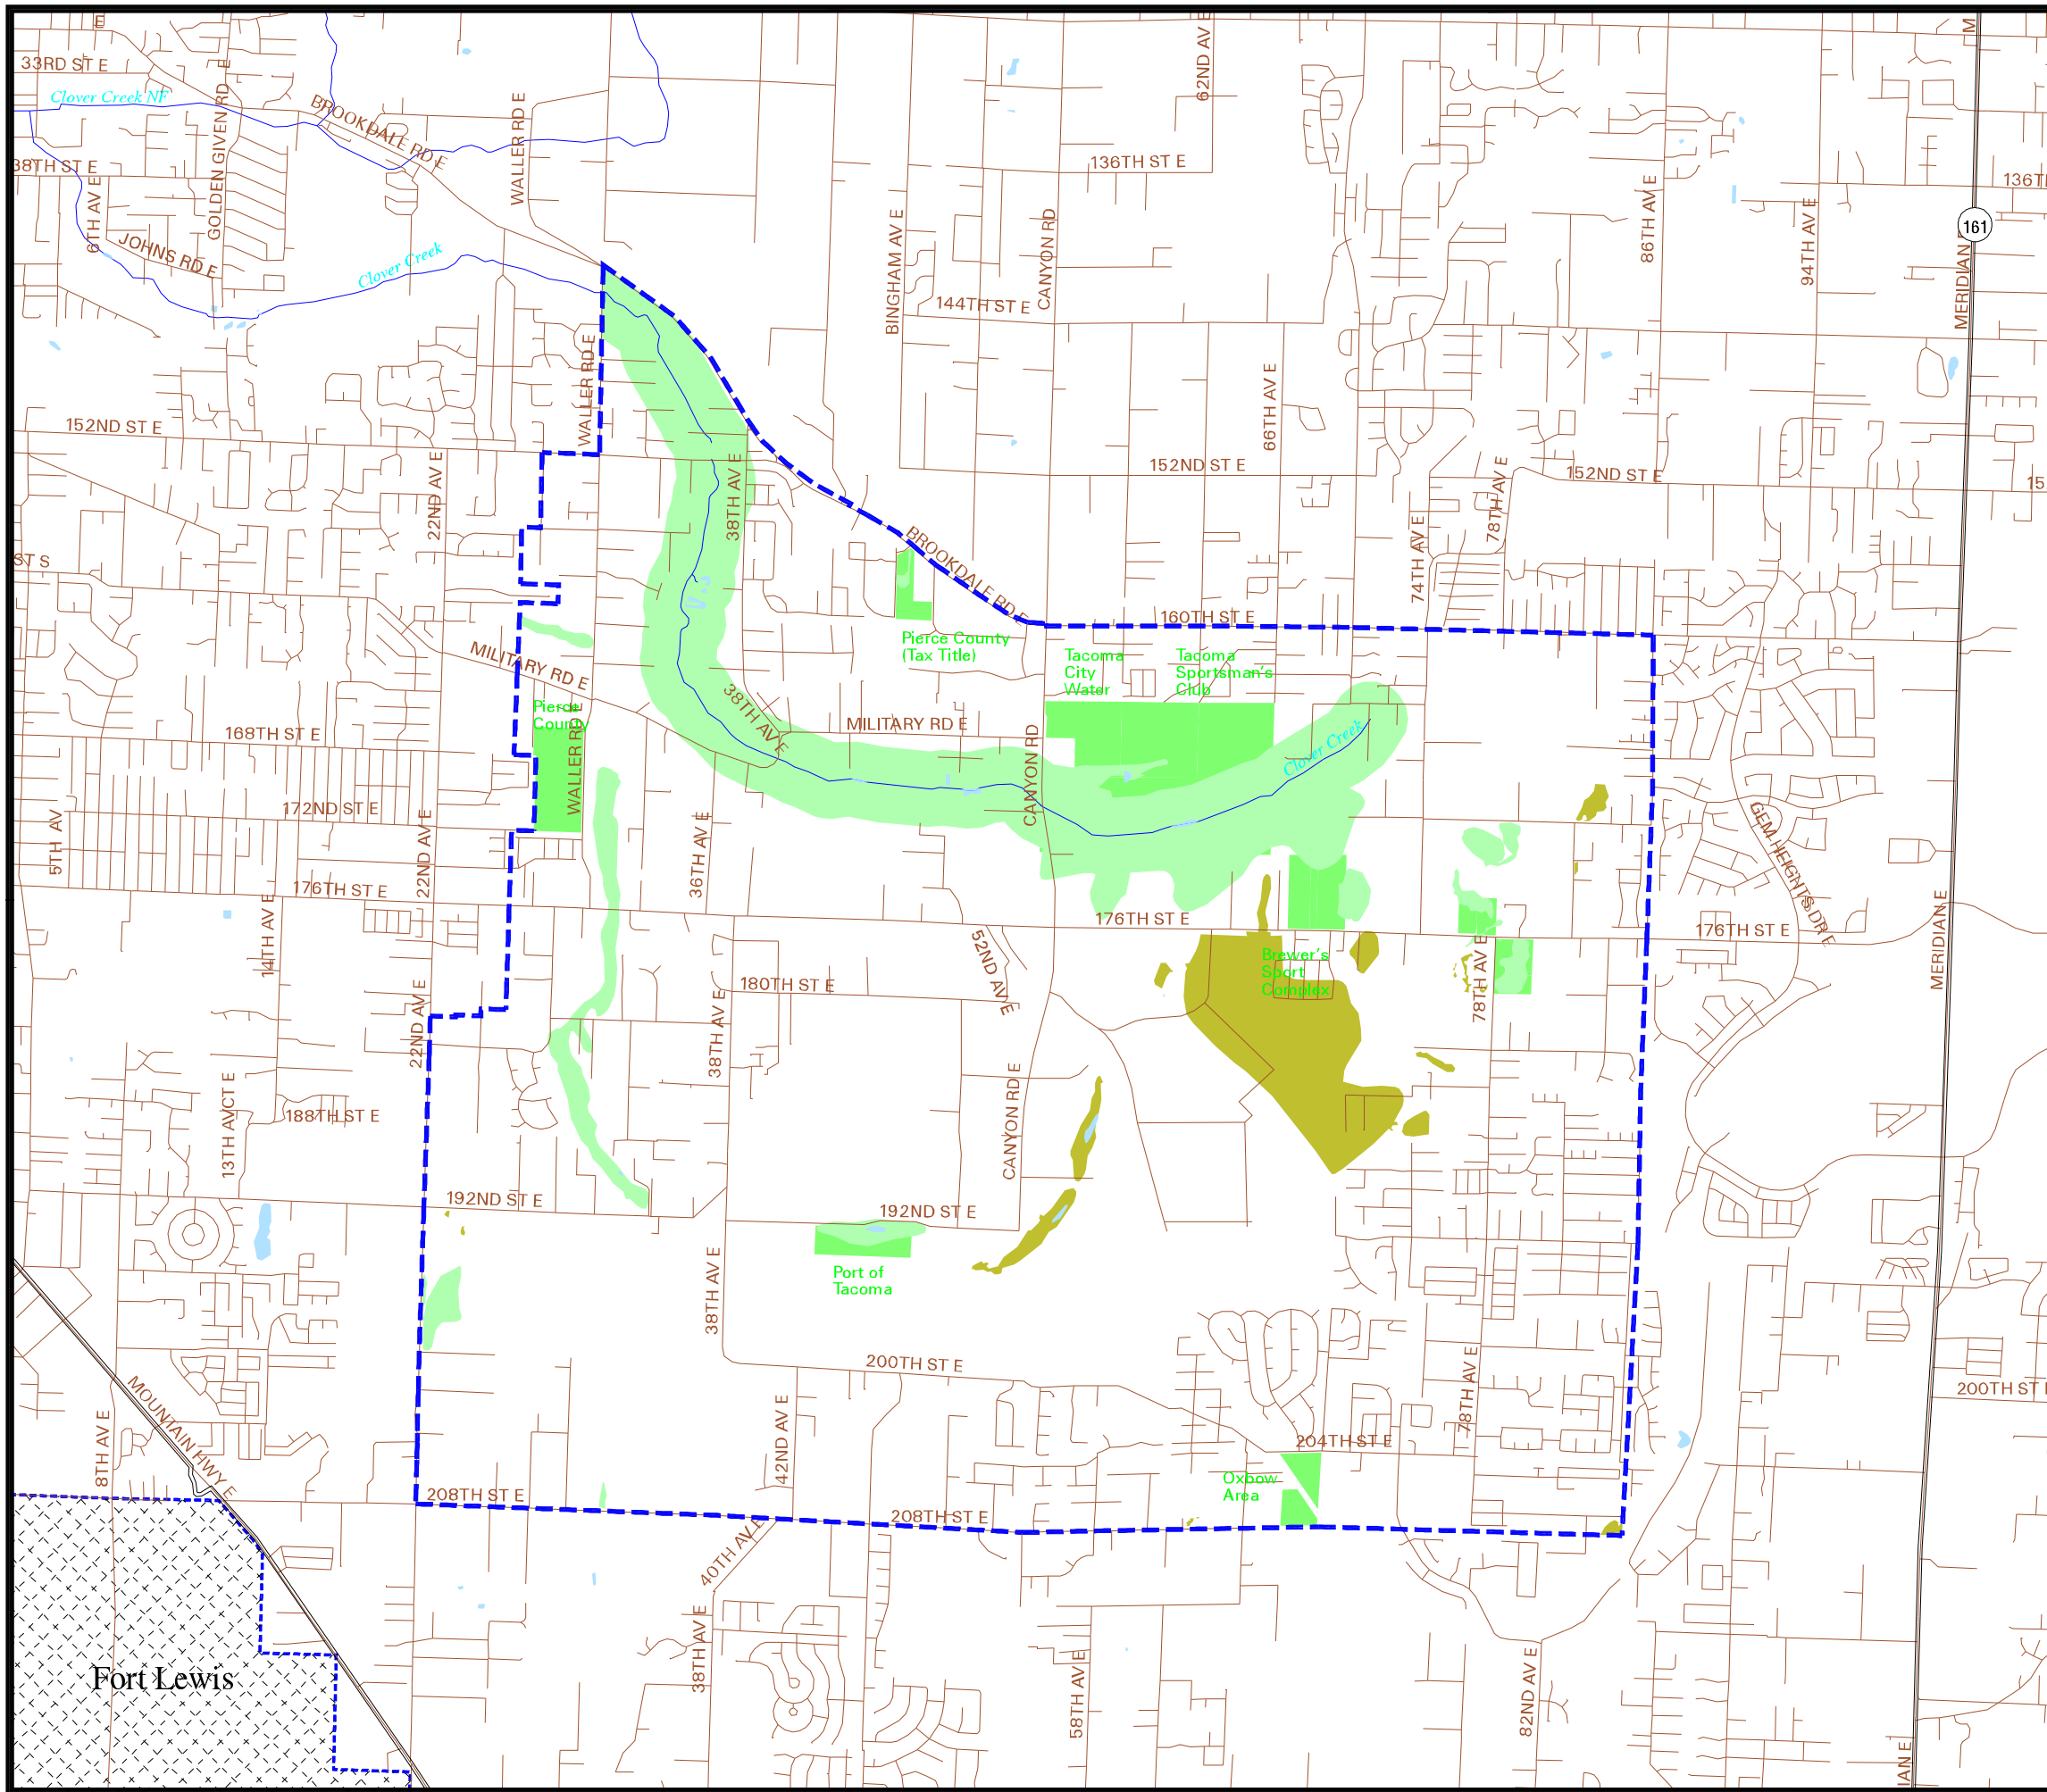 E
M
33RD ST E
62ND AV E
Clover Creek NF
GOLDEN GIVEN RD E
BROOKDALE RD E
WALLER RD E
136TH ST E
38TH ST E
136TH
6TH AV E
86TH AV E
94TH AV E
161
JOHNS RD E
Clover Creek
BINGHAM AV E
CANYON RD
MERIDIAN E
144TH ST E
WALLER RD E
66TH AV E
152ND ST E
22ND AV E
38TH AV E
152ND ST E
78TH AV E
152ND ST E
15
ST S
BROOKDALE RD E
74TH AV E
160TH ST E
Pierce County
(Tax Title)
Tacoma
City
Water
Tacoma
Sportsman's
Club
MILITARY RD E
38TH AV E
Pierce
County
WALLER RD E
MILITARY RD E
168TH ST E
CANYON RD
Clover Creek
172ND ST E
5TH AV
22ND AV E
36TH AV E
GEM HEIGHTS DR E
176TH ST E
176TH ST E
176TH ST E
MERIDIAN E
14TH AV E
52ND AV E
Brewer's
Sport
Complex
78TH AV E
180TH ST E
22ND AV E
38TH AV E
CANYON RD E
13TH AVCT E
188TH ST E
192ND ST E
192ND ST E
38TH AV E
Port of
Tacoma
200TH ST E
78TH AV E
200TH ST E
MOUNTAIN HWY E
8TH AV E
42ND AV E
204TH ST E
Oxbow
Area
208TH ST E
208TH ST E
40TH AV E
38TH AV E
58TH AV E
82ND AV E
Fort Lewis
IAN E